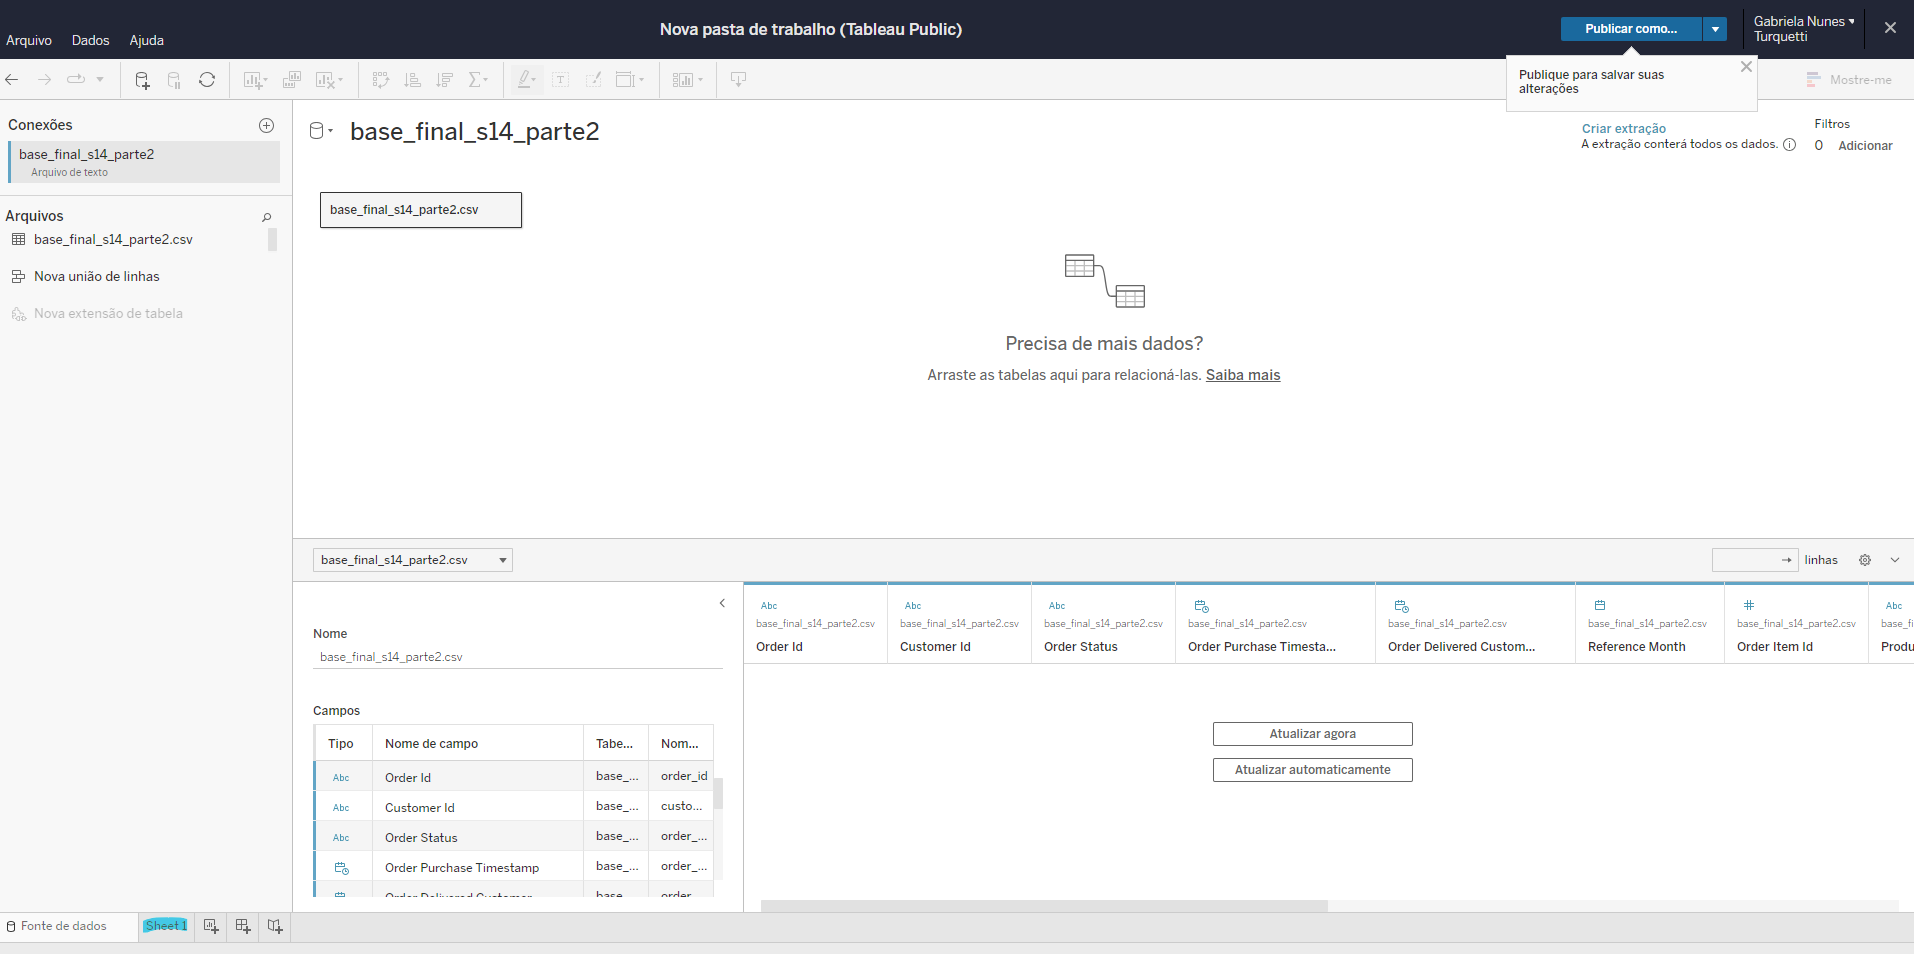 Nova pasta de trabalho (Tableau Public)
Publicar como...
Gabriela Nunes
Turquetti
Arquivo Dados Ajuda
Publique para salvar suas
alterações
Mostre-me
Conexões
base_final_s14_parte2
Arquivo de texto
Arquivos
base_final_s14_parte2.csv
Nova união de linhas
Nova extensão de tabela
base_final_s14_parte2
Criar extração
A extração conterá todos os dados.
Filtros
0 Adicionar
base_final_s14_parte2.csv
Precisa de mais dados?
Arraste as tabelas aqui para relacioná-las. Saiba mais
base_final_s14_parte2.csv
linhas
Nome
base_final_s14_parte2.csv
Campos
Tipo Nome de campo Tabe... Nom...
Abc Order Id base_... order_id
Abc Customer Id base_... custo...
Abc Order Status base_... order_...
Order Purchase Timestamp base_... order_...
Order Delivered Customer base order
Abc Abc Abc Abc
base_final_s14_parte2.csv base_final_s14_parte2.csv base_final_s14_parte2.csv base_final_s14_parte2.csv base_final_s14_parte2.csv base_final_s14_parte2.csv base_final_s14_parte2.csv base_fi
Order Id Customer Id Order Status Order Purchase Timesta... Order Delivered Custom... Reference Month Order Item Id Produ
Atualizar agora
Atualizar automaticamente
Fonte de dados Sheet 1